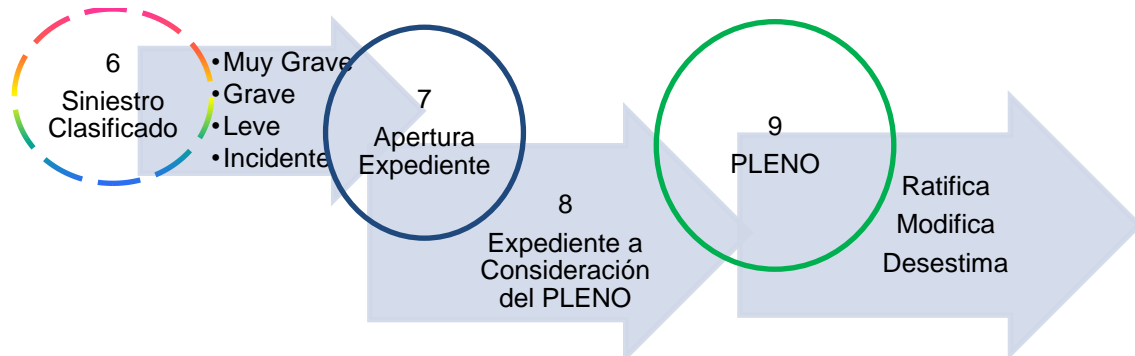 6
Siniestro
Clasificado
•Muy Grave
•Grave
•Leve
•Incidente
7
Apertura
Expediente
8
Expediente a
Consideración
del PLENO
9
PLENO
Ratifica
Modifica
Desestima